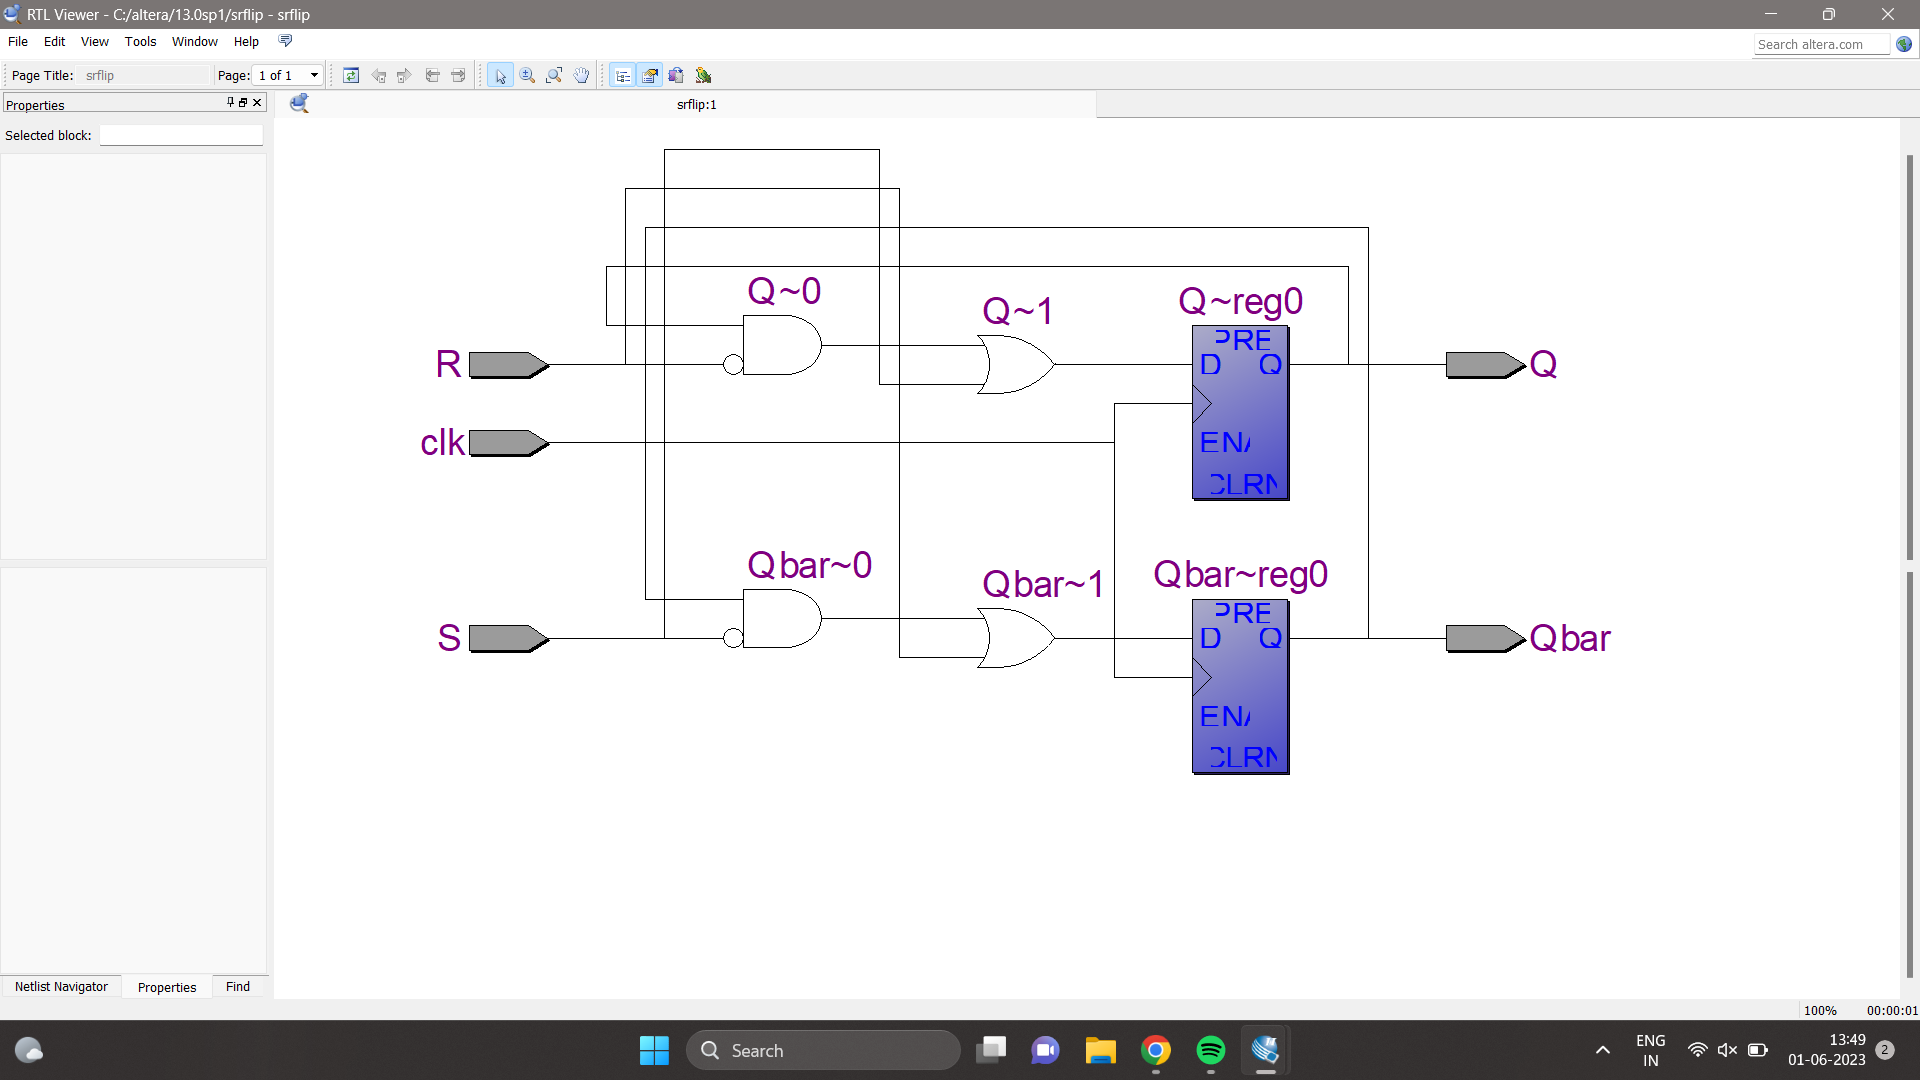 RTL Viewer - C:/altera/13.0sp1/srflip - srflip
File Edit View Tools Window Help
Search altera.com
Page Title: srflip Page: 1 of 1
Properties
srflip:1
Selected block:
Q~0
Q~1
Q~reg0
PRE
R
D Q
Q
clk
ENA
CLRN
Qbar~0
Qbar~1
Qbar~reg0
PRE
S
D Q
Qbar
ENA
CLRN
Netlist Navigator Properties Find
100% 00:00:01
Search
ENG
IN
13:49
01-06-2023
2